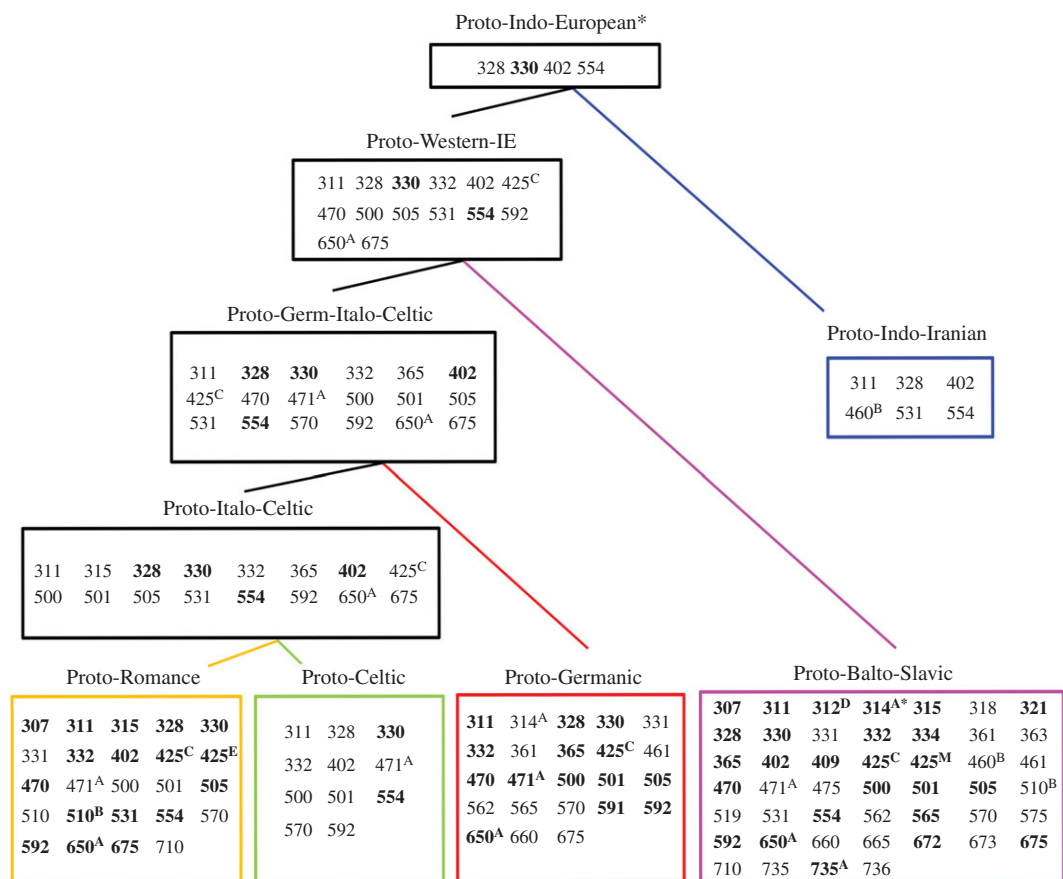 Proto-Indo-European*
328 330 402 554
Proto-Western-IE
311 328 330 332 402 425C
470 500 505 531 554 592
650A 675
Proto-Germ-Italo-Celtic
311 328 330 332 365 402
425C 470 471A 500 501 505
531 554 570 592 650A 675
Proto-Indo-Iranian
311 328 402
460B 531 554
Proto-Italo-Celtic
311 315 328 330 332 365 402 425C
500 501 505 531 554 592 650A 675
Proto-Romance
307 311 315 328 330
331 332 402 425C 425E
470 471A 500 501 505
510 510B 531 554 570
592 650A 675 710
Proto-Celtic
311 328 330
332 402 471A
500 501 554
570 592
Proto-Germanic
311 314A 328 330 331
332 361 365 425C 461
470 471A 500 501 505
562 565 570 591 592
650A 660 675
Proto-Balto-Slavic
307 311 312D 314A* 315 318 321
328 330 331 332 334 361 363
365 402 409 425C 425M 460B 461
470 471A 475 500 501 505 510B
519 531 554 562 565 570 575
592 650A 660 665 672 673 675
710 735 735A 736